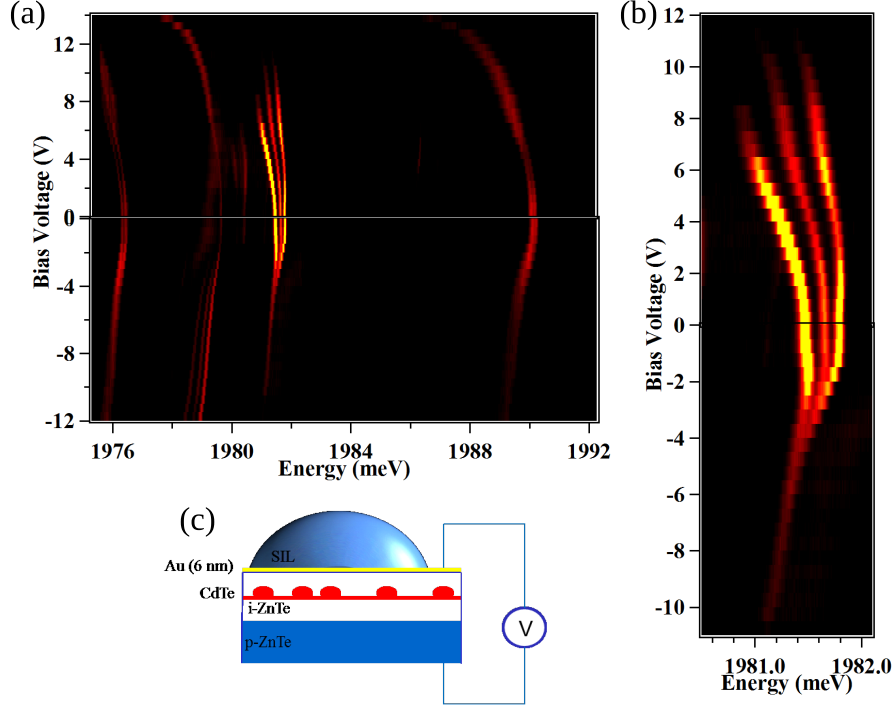 (a)
12
8
4
0
-4
-8
-12
Bias Voltage (V)
1976
1980
1984
1988
1992
Energy (meV)
(b)
12
10
8
6
4
2
0
-2
-4
-6
-8
-10
Bias Voltage (V)
1981.0
1982.0
Energy (meV)
(c)
SIL
Au (6 nm)
CdTe
i-ZnTe
p-ZnTe
V